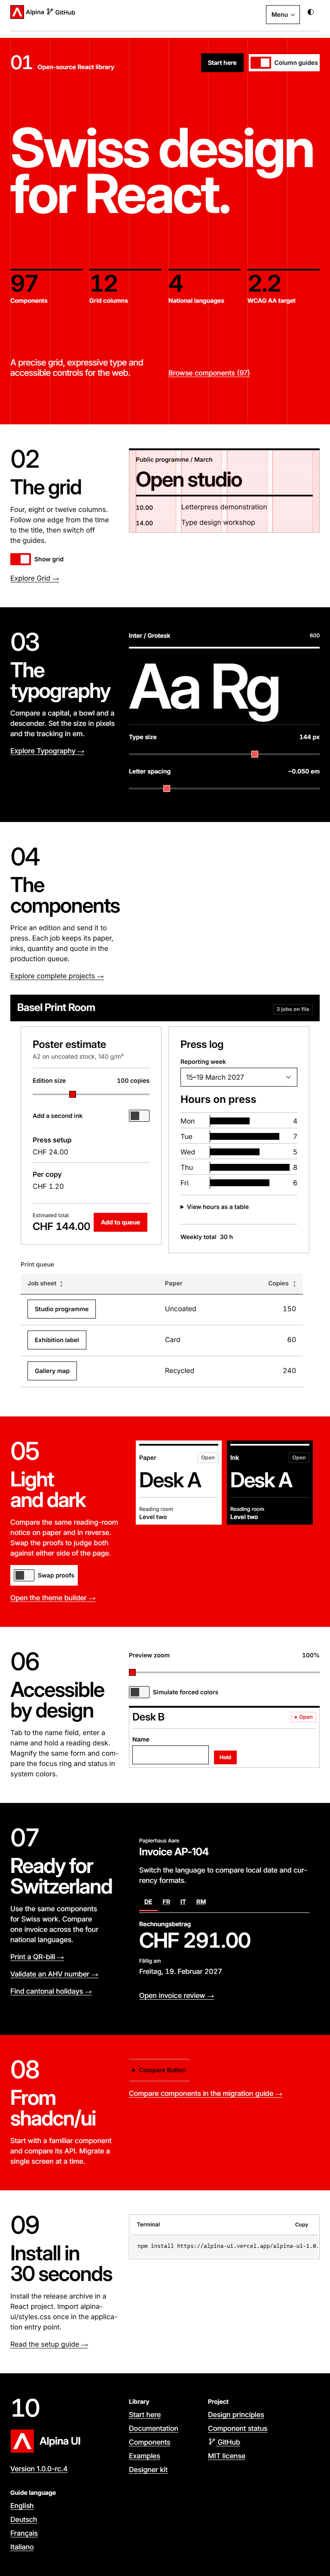 Alpina GitHub
Menu
01 Open-source React library
Start here
Column guides
Swiss design
for React.
97
Components
12
Grid columns
4
National languages
2.2
WCAG AA target
A precise grid, expressive type and
accessible controls for the web.
Browse components (97)
02
The grid
Four, eight or twelve columns.
Follow one edge from the time
to the title, then switch off
the guides.
Show grid
Explore Grid →
Public programme / March
Open studio
10.00 Letterpress demonstration
14.00 Type design workshop
03
The
typography
Compare a capital, a bowl and a
descender. Set the size in pixels
and the tracking in em.
Explore Typography →
Inter / Grotesk 600
Aa Rg
Type size 144 px
Letter spacing −0.050 em
04
The
components
Price an edition and send it to
press. Each job keeps its paper,
inks, quantity and quote in the
production queue.
Explore complete projects →
Basel Print Room
3 jobs on file
Poster estimate
A2 on uncoated stock, 140 g/m²
Edition size 100 copies
Add a second ink
Press setup
CHF 24.00
Per copy
CHF 1.20
Estimated total
CHF 144.00
Add to queue
Press log
Reporting week
15–19 March 2027
Hours on press
Mon 4
Tue 7
Wed 5
Thu 8
Fri 6
View hours as a table
Weekly total 30 h
Print queue
Job sheet Paper Copies
Studio programme Uncoated 150
Exhibition label Card 60
Gallery map Recycled 240
05
Light
and dark
Compare the same reading-room
notice on paper and in reverse.
Swap the proofs to judge both
against either side of the page.
Swap proofs
Open the theme builder →
Paper Open
Desk A
Reading room
Level two
Ink Open
Desk A
Reading room
Level two
06
Accessible
by design
Tab to the name field, enter a
name and hold a reading desk.
Magnify the same form and com-
pare the focus ring and status in
system colors.
Preview zoom 100%
Simulate forced colors
Desk B
Open
Name
Hold
07
Ready for
Switzerland
Use the same components
for Swiss work. Compare
one invoice across the four
national languages.
Print a QR-bill →
Validate an AHV number →
Find cantonal holidays →
Papierhaus Aare
Invoice AP-104
Switch the language to compare local date and cur-
rency formats.
DE FR IT RM
Rechnungsbetrag
CHF 291.00
Fällig am
Freitag, 19. Februar 2027
Open invoice review →
08
From
shadcn/ui
Start with a familiar component
and compare its API. Migrate a
single screen at a time.
Compare Button
Compare components in the migration guide →
09
Install in
30 seconds
Install the release archive in a
React project. Import alpina-
ui/styles.css once in the applica-
tion entry point.
Read the setup guide →
Terminal Copy
npm install https://alpina-ui.vercel.app/alpina-ui-1.0.
10
Alpina UI
Version 1.0.0-rc.4
Guide language
English
Deutsch
Français
Italiano
Library
Start here
Documentation
Components
Examples
Designer kit
Project
Design principles
Component status
GitHub
MIT license